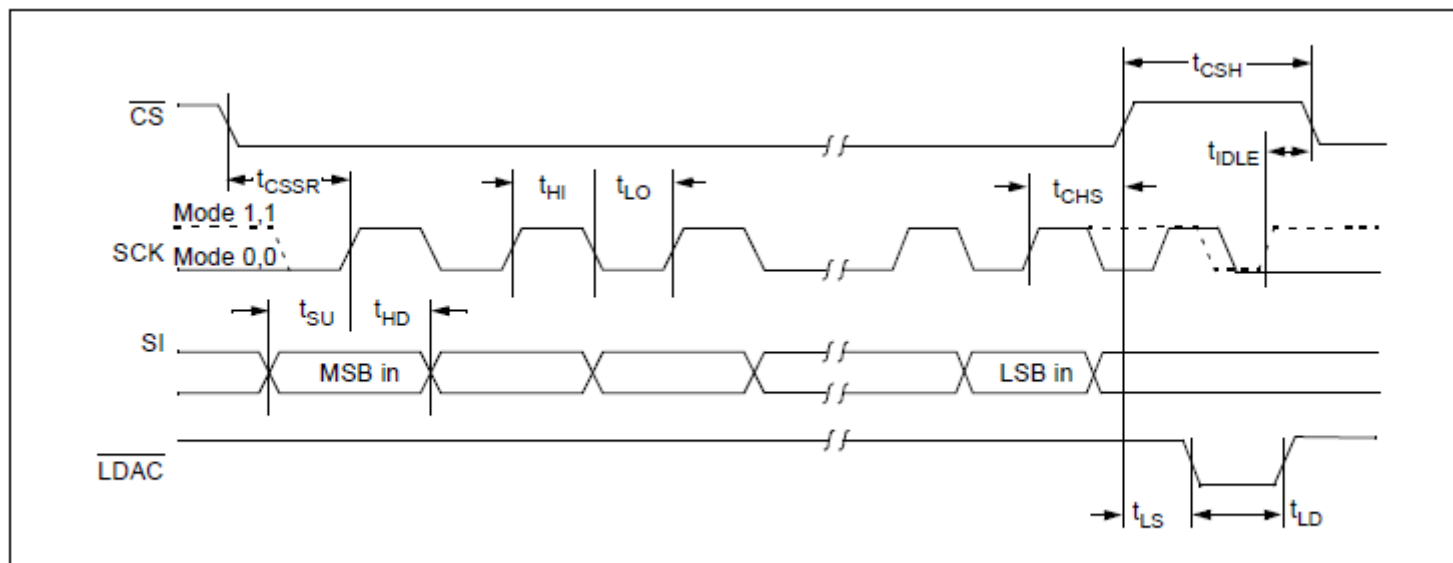 tCSH
CS
tIDLE
tCSSR
tHI
tLO
tCHS
Mode 1,1
SCK
Mode 0,0
tSU
tHD
SI
MSB in
LSB in
LDAC
tLS
tLD